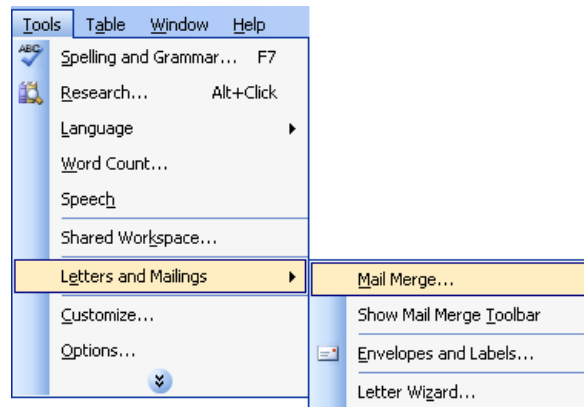 Tools Table Window Help
ABC
Spelling and Grammar... F7
Research... Alt+Click
Language
Word Count...
Speech
Shared Workspace...
Letters and Mailings
Customize...
Options...
Mail Merge...
Show Mail Merge Toolbar
Envelopes and Labels...
Letter Wizard...